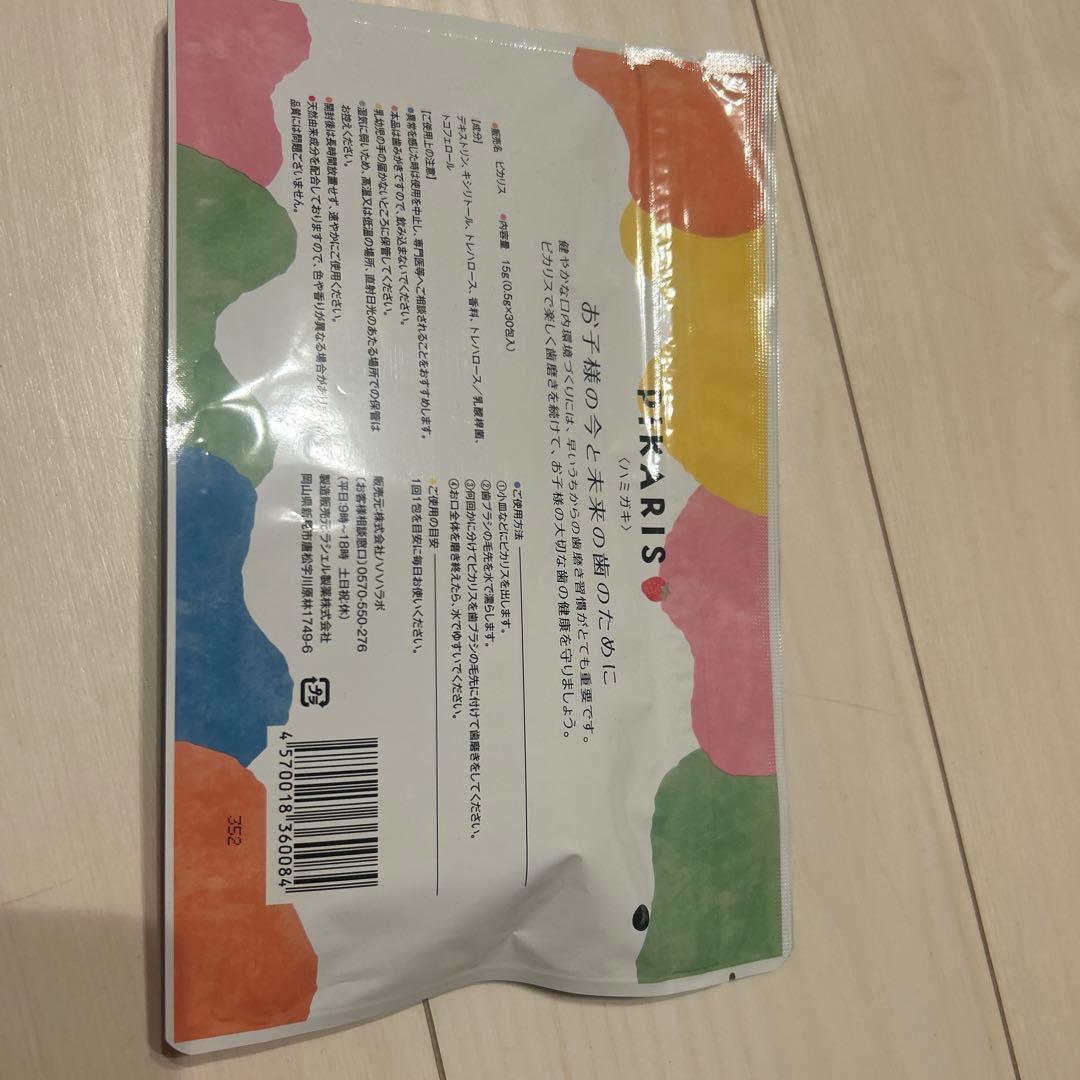 PIKARIS
〈ハミガキ〉
お子様の今と未来の歯のために
健やかな口内環境づくりには、早いうちからの歯磨き習慣がとても重要です。
ピカリスで楽しく歯磨きを続けて、お子様の大切な歯の健康を守りましょう。
●販売名 ピカリス ●内容量 15g(0.5g×30包入)
【成分】
デキストリン、キシリトール、トレハロース、香料、トレハロース/乳酸桿菌、
トコフェロール
【ご使用上の注意】
●異常を感じた時は使用を中止し、専門医等へご相談されることをおすすめします。
●本品は歯みがきですので、飲み込まないでください。
●乳幼児の手の届かないところに保管してください。
●湿気に弱いため、高温又は低温の場所、直射日光のあたる場所での保管は
お控えください。
●開封後は長時間放置せず、速やかにご使用ください。
●天然由来成分を配合しておりますので、色や香りが異なる場合があり
品質には問題ございません。
●ご使用方法
①小皿などにピカリスを出します。
②歯ブラシの毛先を水で濡らします。
③何回かに分けてピカリスを歯ブラシの毛先に付けて歯磨きをしてください。
④お口全体を磨き終えたら、水でゆすいでください。
●ご使用の目安
1回1包を目安に毎日お使いください。
販売元:株式会社ハハハラボ
〔お客様相談窓口〕0570-550-276
(平日:9時〜18時 土日祝:休)
製造販売元:ラシェル製薬株式会社
岡山県新見市唐松字川原林1749-6
プラ
4570018360084
352